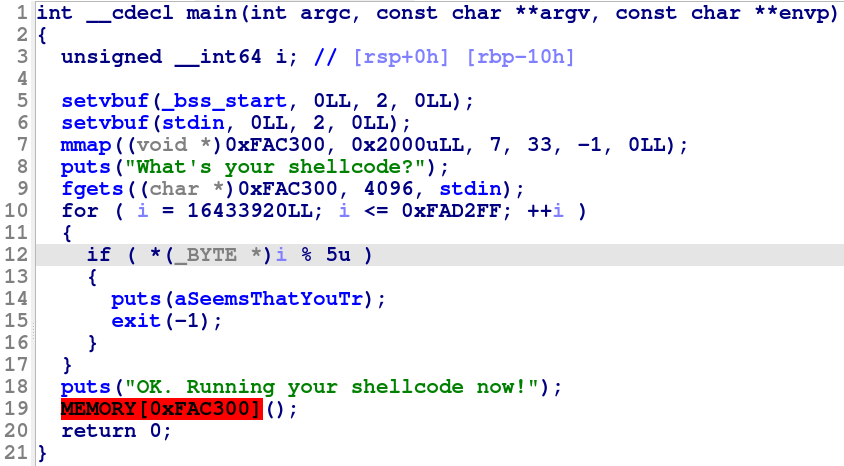 1 int __cdecl main(int argc, const char **argv, const char **envp)
2 {
3   unsigned __int64 i; // [rsp+0h] [rbp-10h]
4
5   setvbuf(_bss_start, 0LL, 2, 0LL);
6   setvbuf(stdin, 0LL, 2, 0LL);
7   mmap((void *)0xFAC300, 0x2000uLL, 7, 33, -1, 0LL);
8   puts("What's your shellcode?");
9   fgets((char *)0xFAC300, 4096, stdin);
10   for ( i = 16433920LL; i <= 0xFAD2FF; ++i )
11   {
12     if ( *(_BYTE *)i % 5u )
13     {
14       puts(aSeemsThatYouTr);
15       exit(-1);
16     }
17   }
18   puts("OK. Running your shellcode now!");
19   MEMORY[0xFAC300]();
20   return 0;
21 }